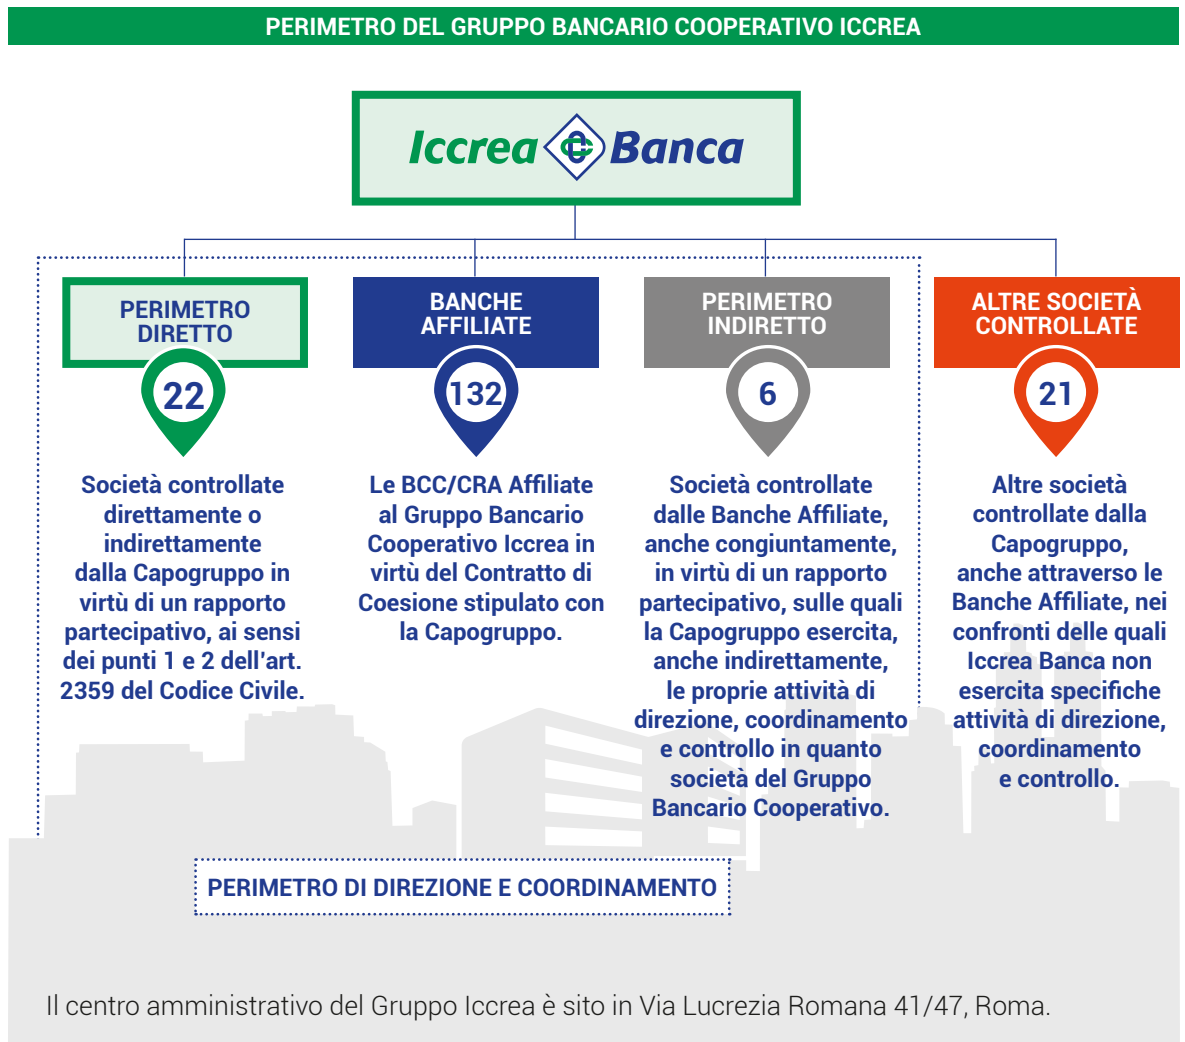 PERIMETRO DEL GRUPPO BANCARIO COOPERATIVO ICCREA
Iccrea Banca
PERIMETRO
DIRETTO
22
Società controllate
direttamente o
indirettamente
dalla Capogruppo in
virtù di un rapporto
partecipativo, ai sensi
dei punti 1 e 2 dell'art.
2359 del Codice Civile.
BANCHE
AFFILIATE
132
Le BCC/CRA Affiliate
al Gruppo Bancario
Cooperativo Iccrea in
virtù del Contratto di
Coesione stipulato con
la Capogruppo.
PERIMETRO
INDIRETTO
6
Società controllate
dalle Banche Affiliate,
anche congiuntamente,
in virtù di un rapporto
partecipativo, sulle quali
la Capogruppo esercita,
anche indirettamente,
le proprie attività di
direzione, coordinamento
e controllo in quanto
società del Gruppo
Bancario Cooperativo.
ALTRE SOCIETÀ
CONTROLLATE
21
Altre società
controllate dalla
Capogruppo,
anche attraverso le
Banche Affiliate, nei
confronti delle quali
Iccrea Banca non
esercita specifiche
attività di direzione,
coordinamento
e controllo.
PERIMETRO DI DIREZIONE E COORDINAMENTO
Il centro amministrativo del Gruppo Iccrea è sito in Via Lucrezia Romana 41/47, Roma.